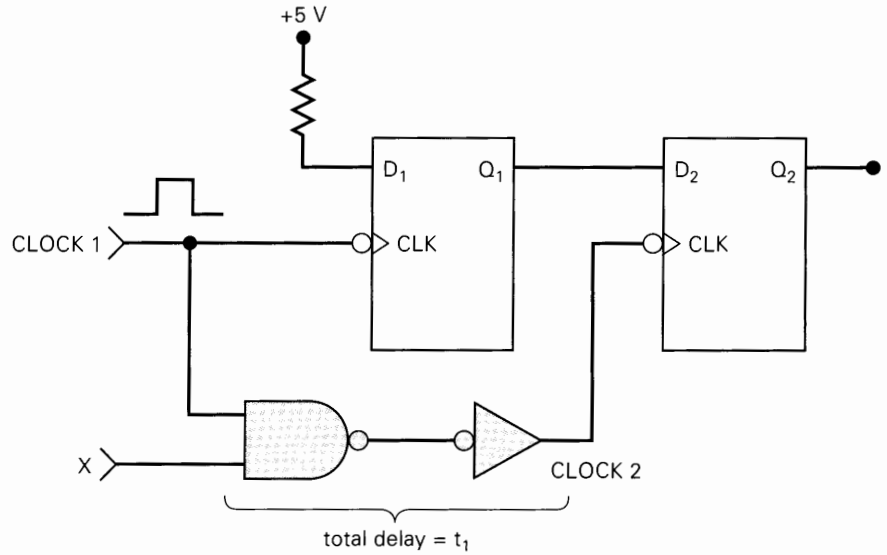 +5 V
D₁ Q₁ D₂ Q₂
CLOCK 1 CLK CLK
X CLOCK 2
total delay = t₁